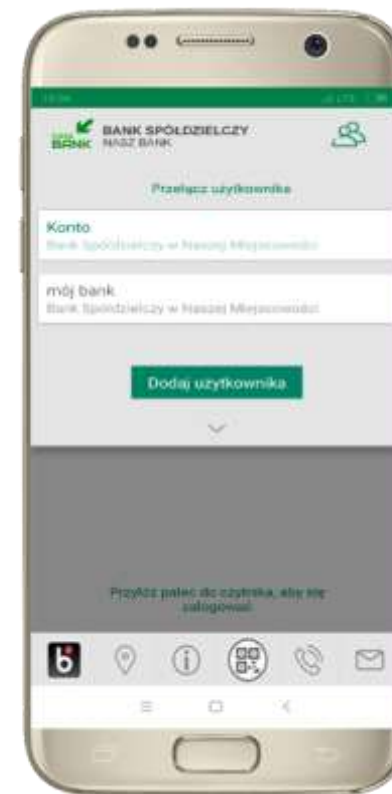 BANK SPÓŁDZIELCZY
NASZ BANK
Przełącz użytkownika
Konto
Bank Spółdzielczy w Naszej Miejscowości
mój bank
Bank Spółdzielczy w Naszej Miejscowości
Dodaj użytkownika
Przyłóż palec do czytnika, aby się
zalogować